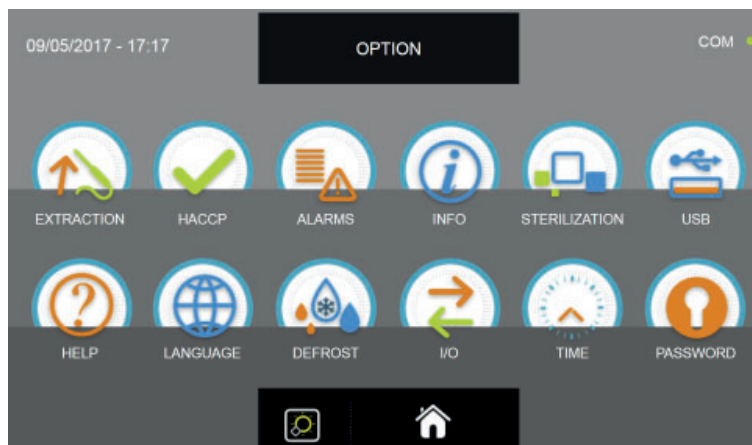 09/05/2017 - 17:17
OPTION
COM
EXTRACTION
HACCP
ALARMS
INFO
STERILIZATION
USB
HELP
LANGUAGE
DEFROST
I/O
TIME
PASSWORD